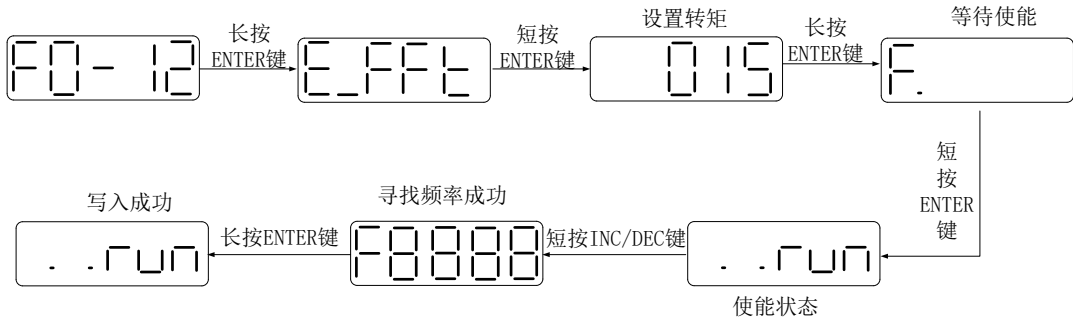 设置转矩
等待使能
长按
ENTER键
短按
ENTER键
长按
ENTER键
F0-12
E_FFt
015
F.
短
按
ENTER
键
写入成功
寻找频率成功
长按ENTER键
短按INC/DEC键
. .run
F8888
. .run
使能状态